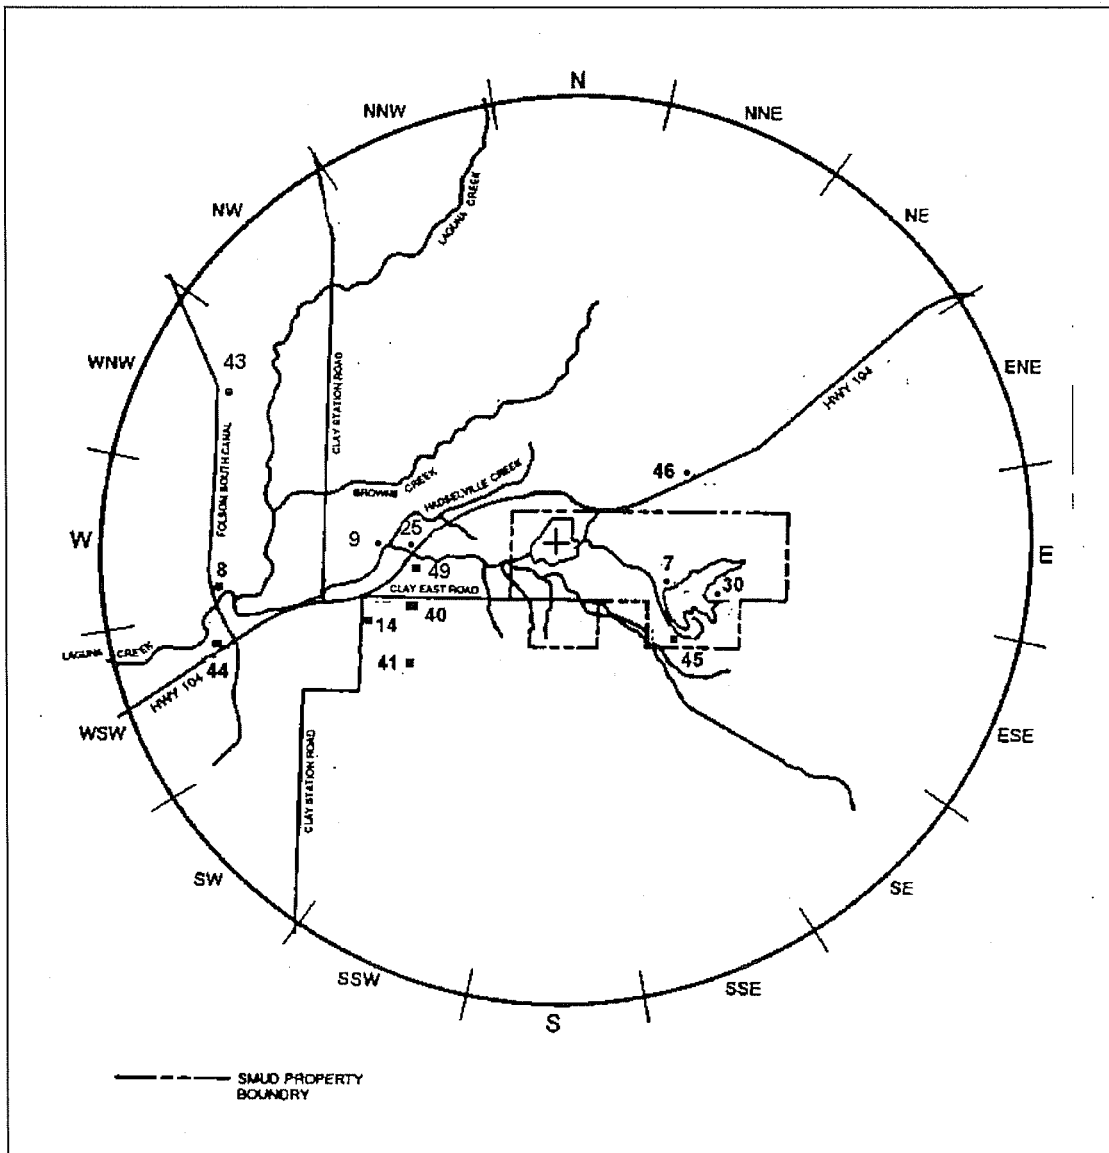 N
NNW
NNE
NW
NE
LAGUNA CREEK
WNW
43
ENE
CLAY STATION ROAD
HWY 104
FOLSOM SOUTH CANAL
46
BROWNS CREEK
HADSELVILLE CREEK
W
9
25
E
8
49
7
30
CLAY EAST ROAD
40
14
LAGUNA CREEK
44
41
45
HWY 104
WSW
ESE
CLAY STATION ROAD
SW
SE
SSW
SSE
S
SMUD PROPERTY
BOUNDRY